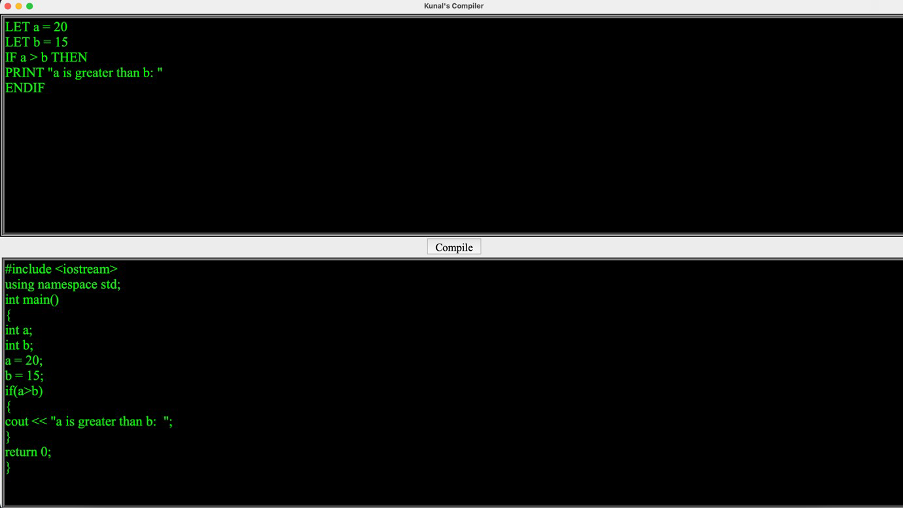 Kunal's Compiler
LET a = 20
LET b = 15
IF a > b THEN
PRINT "a is greater than b: "
ENDIF
Compile
#include <iostream>
using namespace std;
int main()
{
int a;
int b;
a = 20;
b = 15;
if(a>b)
{
cout << "a is greater than b:  ";
}
return 0;
}